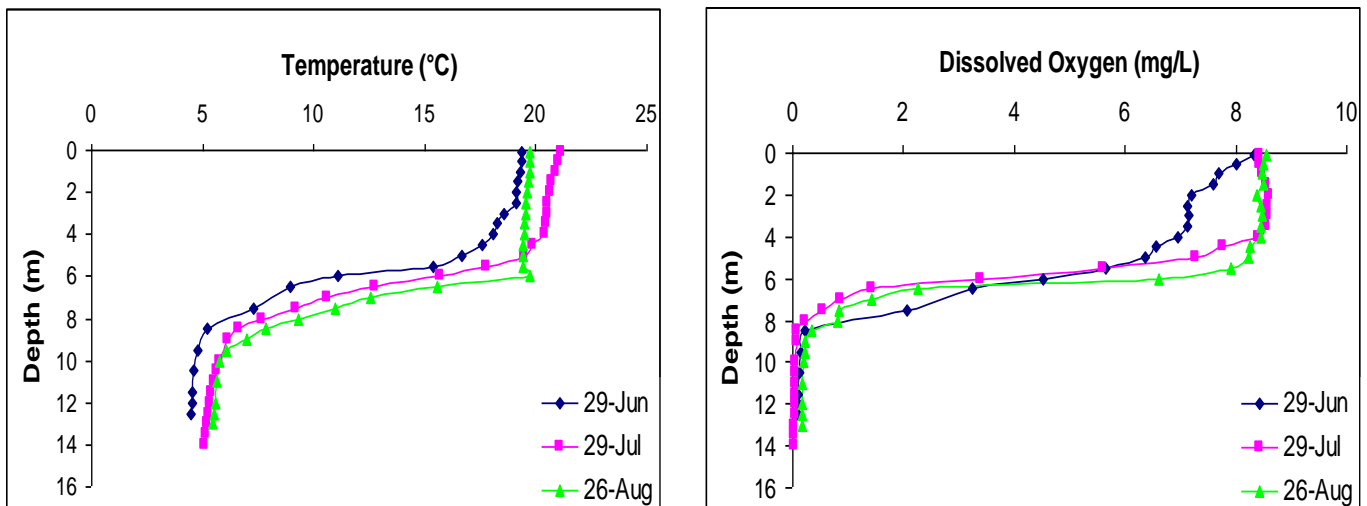 Temperature (°C)
0 5 10 15 20 25
0
2
4
6
8
10
12
14
16
Depth (m)
29-Jun
29-Jul
26-Aug
Dissolved Oxygen (mg/L)
0 2 4 6 8 10
0
2
4
6
8
10
12
14
16
Depth (m)
29-Jun
29-Jul
26-Aug